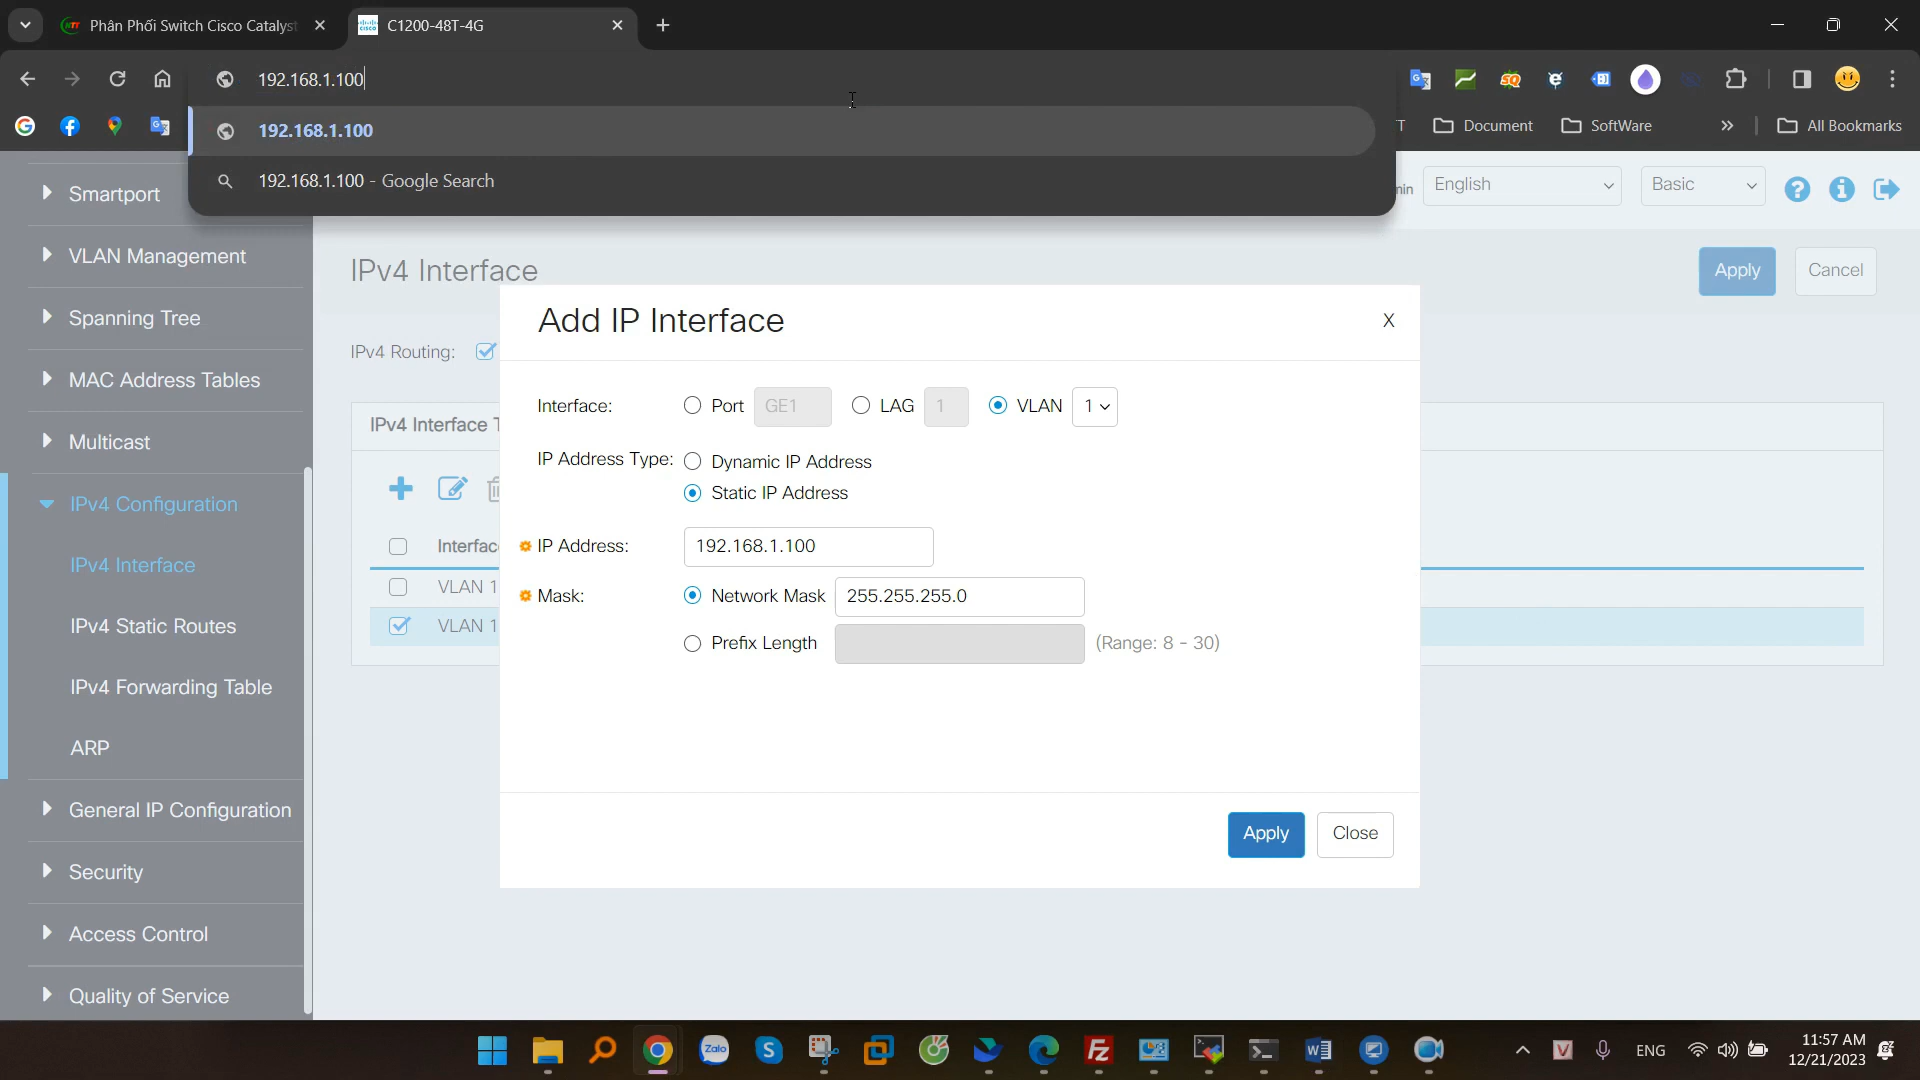 Phân Phối Switch Cisco Catalyst
C1200-48T-4G
192.168.1.100
192.168.1.100
192.168.1.100 - Google Search
Document
SoftWare
All Bookmarks
English
Basic
Smartport
VLAN Management
Spanning Tree
MAC Address Tables
Multicast
IPv4 Configuration
IPv4 Interface
IPv4 Static Routes
IPv4 Forwarding Table
ARP
General IP Configuration
Security
Access Control
Quality of Service
IPv4 Interface
Apply
Cancel
IPv4 Routing:
IPv4 Interface T
Interfac
VLAN 1
VLAN 1
Add IP Interface
X
Interface:
Port
GE1
LAG
1
VLAN
1
IP Address Type:
Dynamic IP Address
Static IP Address
IP Address:
192.168.1.100
Mask:
Network Mask
255.255.255.0
Prefix Length
(Range: 8 - 30)
Apply
Close
Zalo
ENG
11:57 AM
12/21/2023